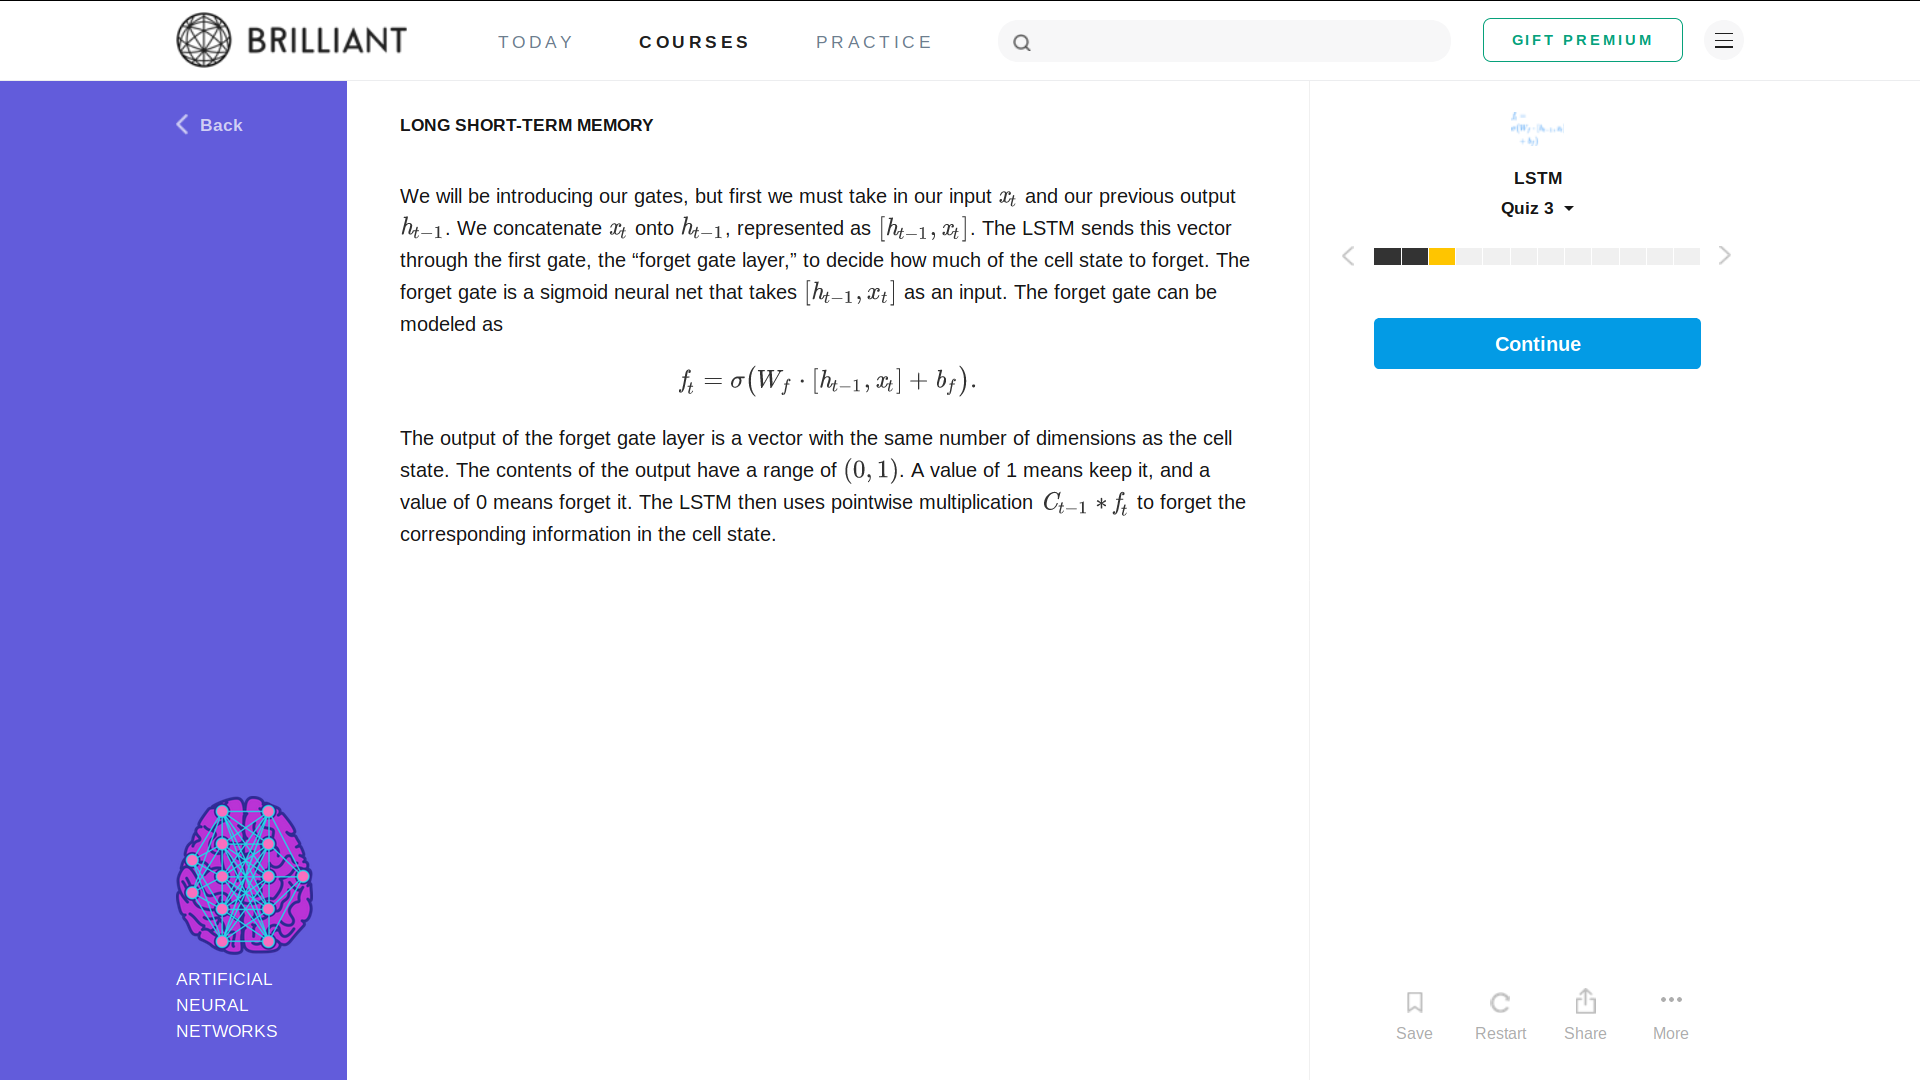 BRILLIANT
TODAY
COURSES
PRACTICE
GIFT PREMIUM
Back
LONG SHORT-TERM MEMORY
We will be introducing our gates, but first we must take in our input x_t and our previous output
h_{t−1}. We concatenate x_t onto h_{t−1}, represented as [h_{t−1}, x_t]. The LSTM sends this vector
through the first gate, the “forget gate layer,” to decide how much of the cell state to forget. The
forget gate is a sigmoid neural net that takes [h_{t−1}, x_t] as an input. The forget gate can be
modeled as
f_t = σ(W_f · [h_{t−1}, x_t] + b_f).
The output of the forget gate layer is a vector with the same number of dimensions as the cell
state. The contents of the output have a range of (0, 1). A value of 1 means keep it, and a
value of 0 means forget it. The LSTM then uses pointwise multiplication C_{t−1} ∗ f_t to forget the
corresponding information in the cell state.
ARTIFICIAL
NEURAL
NETWORKS
f_t =
σ(W_f · [h_{t−1}, x_t]
+ b_f)
LSTM
Quiz 3
Continue
Save
Restart
Share
More